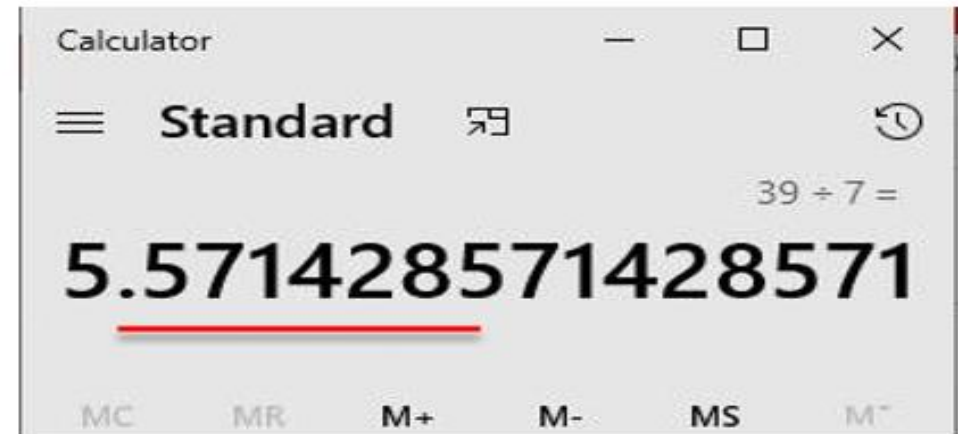 Calculator
Standard
39 ÷ 7 =
5.571428571428571
MC MR M+ M- MS M˅